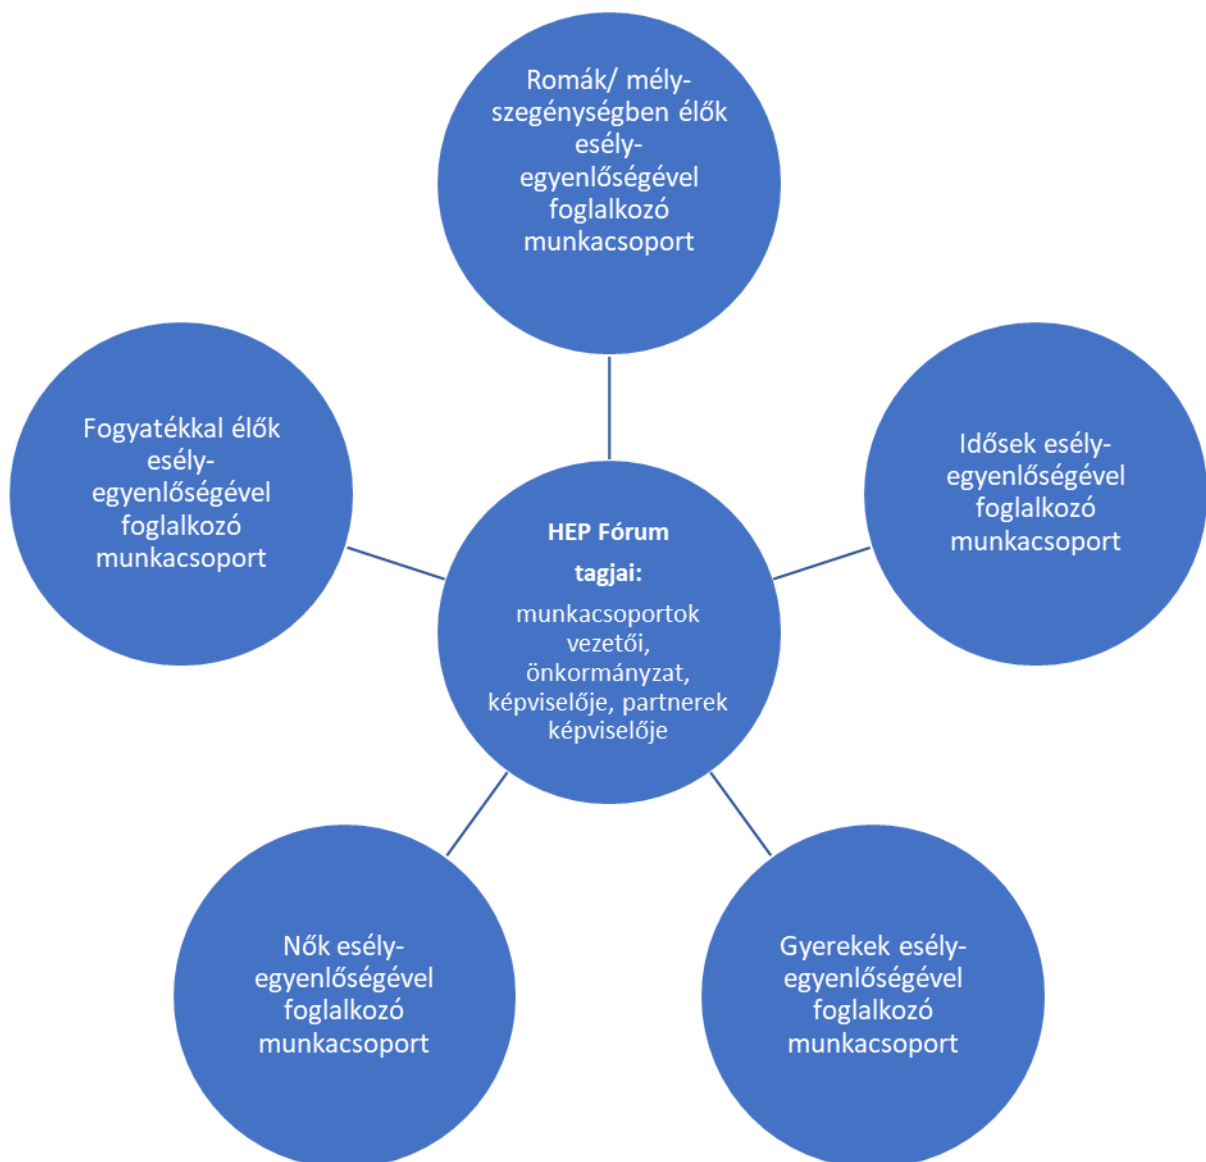 Romák/ mély-
szegénységben élők
esély-
egyenlőségével
foglalkozó
munkacsoport
Fogyatékkal élők
esély-
egyenlőségével
foglalkozó
munkacsoport
Idősek esély-
egyenlőségével
foglalkozó
munkacsoport
HEP Fórum
tagjai:
munkacsoportok
vezetői,
önkormányzat,
képviselője, partnerek
képviselője
Nők esély-
egyenlőségével
foglalkozó
munkacsoport
Gyerekek esély-
egyenlőségével
foglalkozó
munkacsoport